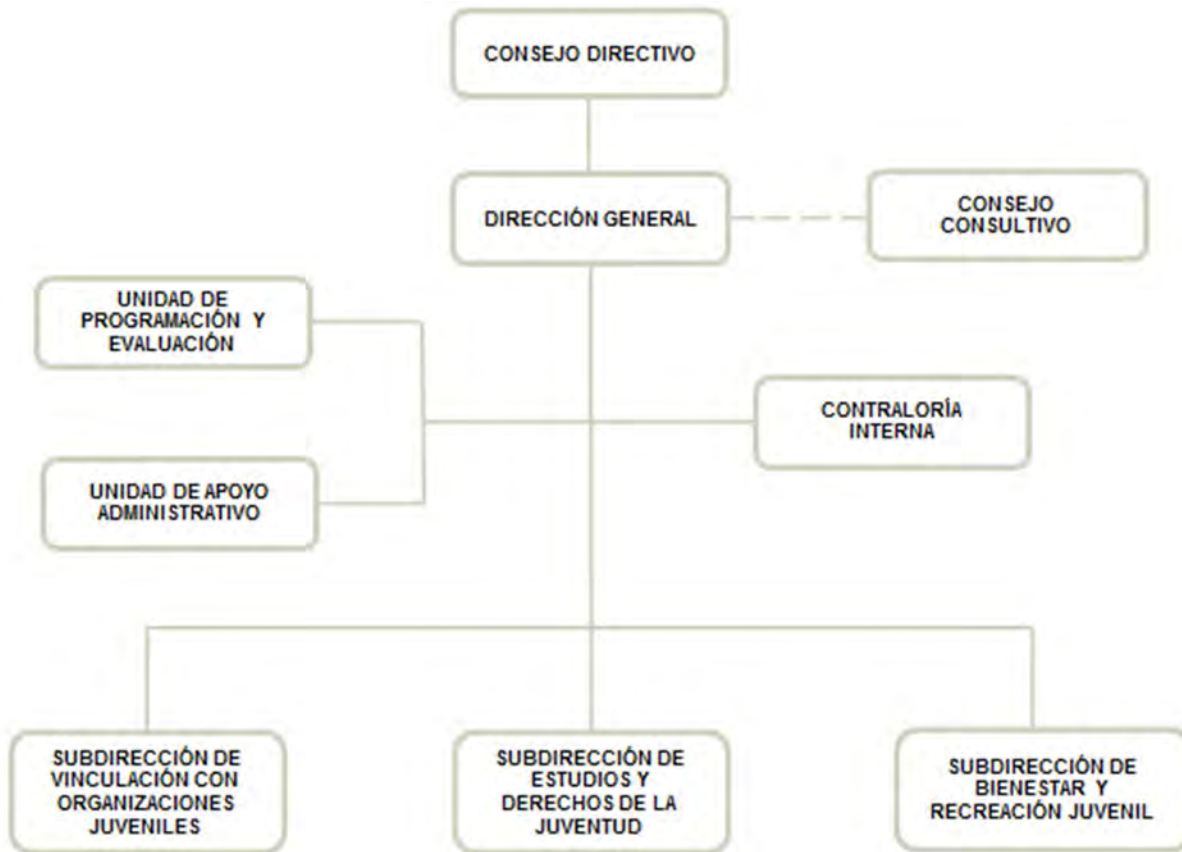 CONSEJO DIRECTIVO
DIRECCIÓN GENERAL
CONSEJO
CONSULTIVO
UNIDAD DE
PROGRAMACIÓN Y
EVALUACIÓN
CONTRALORÍA
INTERNA
UNIDAD DE APOYO
ADMINISTRATIVO
SUBDIRECCIÓN DE
VINCULACIÓN CON
ORGANIZACIONES
JUVENILES
SUBDIRECCIÓN DE
ESTUDIOS Y
DERECHOS DE LA
JUVENTUD
SUBDIRECCIÓN DE
BIENESTAR Y
RECREACIÓN JUVENIL